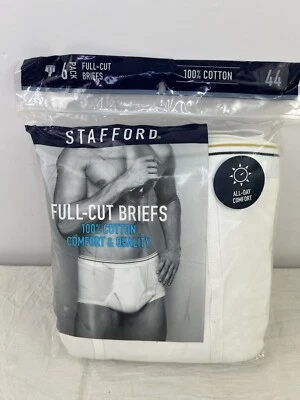 6 PACK
FULL-CUT
BRIEFS
100% COTTON
44
STAFFORD
FULL-CUT BRIEFS
100% COTTON
COMFORT & QUALITY
ALL-DAY
COMFORT